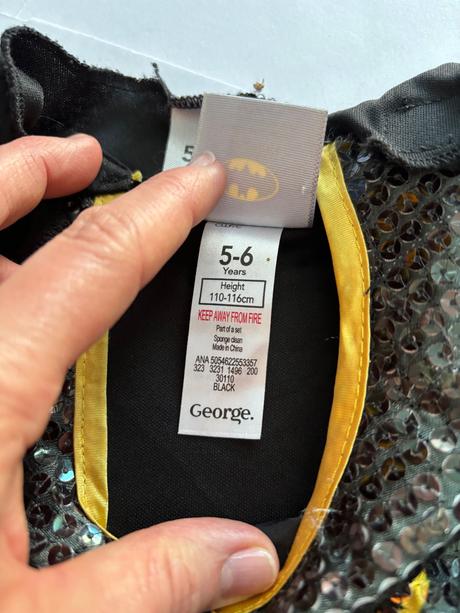 5
5-6
Years
Height
110-116cm
KEEP AWAY FROM FIRE
Part of a set
Sponge clean
Made in China
ANA 5054622553357
323 3231 1496 200
30110
BLACK
George.